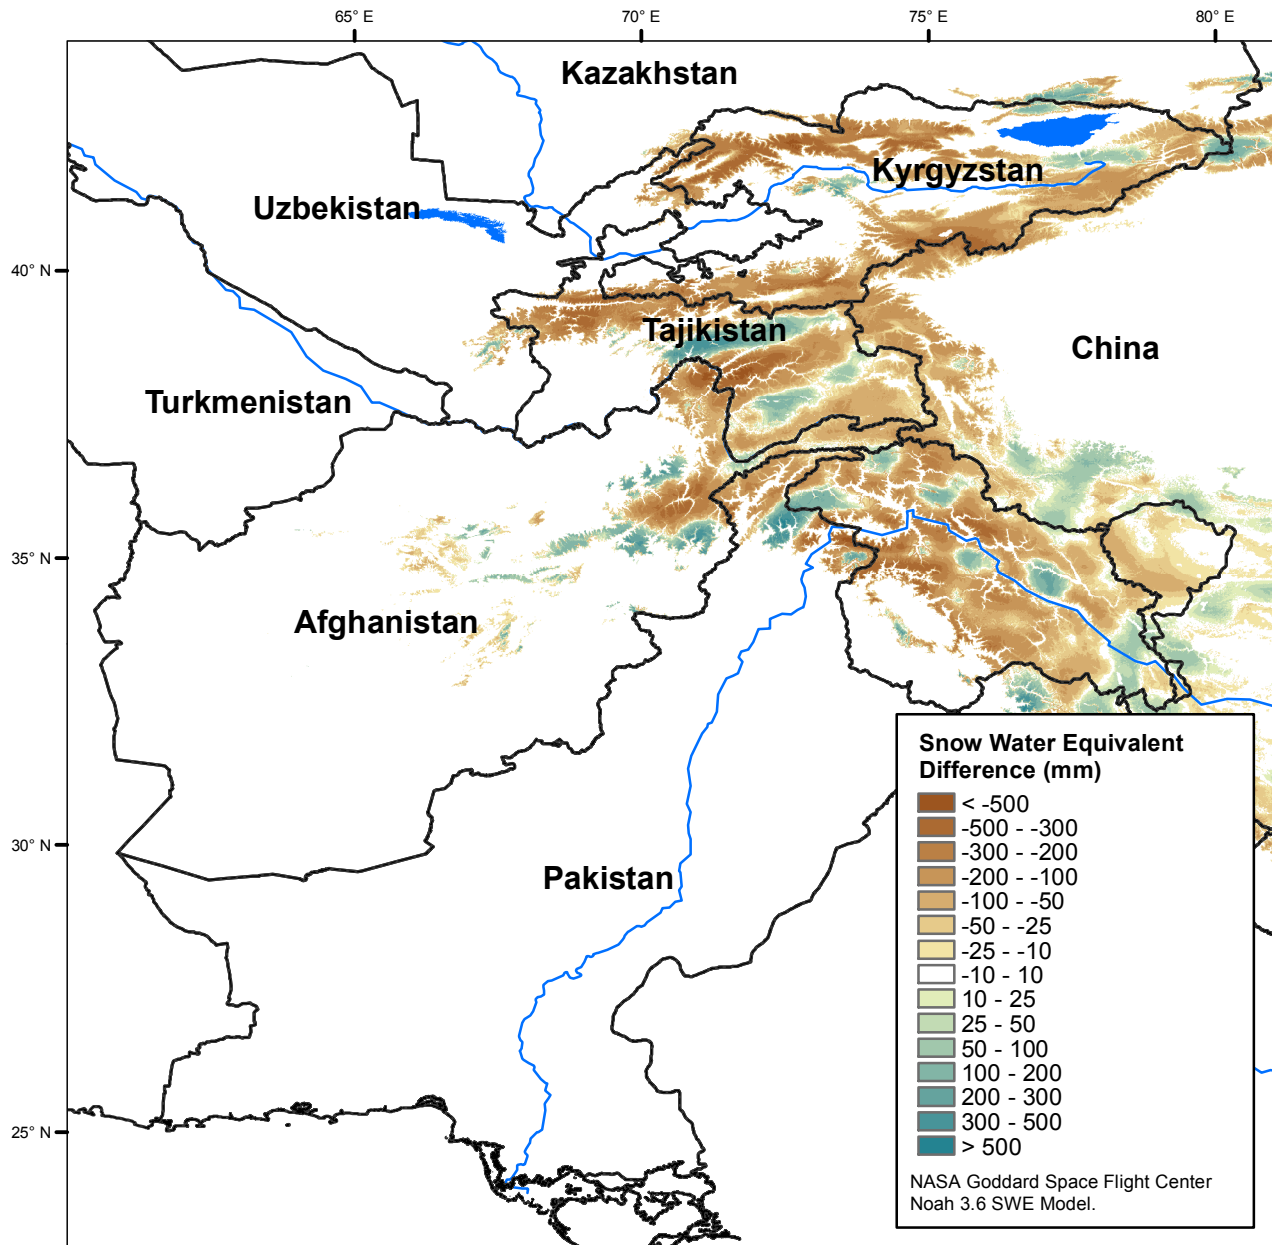 65° E
70° E
75° E
80° E
Kazakhstan
Kyrgyzstan
Uzbekistan
40° N
Tajikistan
China
Turkmenistan
35° N
Afghanistan
30° N
Pakistan
25° N
Snow Water Equivalent
Difference (mm)
< -500
-500 - -300
-300 - -200
-200 - -100
-100 - -50
-50 - -25
-25 - -10
-10 - 10
10 - 25
25 - 50
50 - 100
100 - 200
200 - 300
300 - 500
> 500
NASA Goddard Space Flight Center
Noah 3.6 SWE Model.